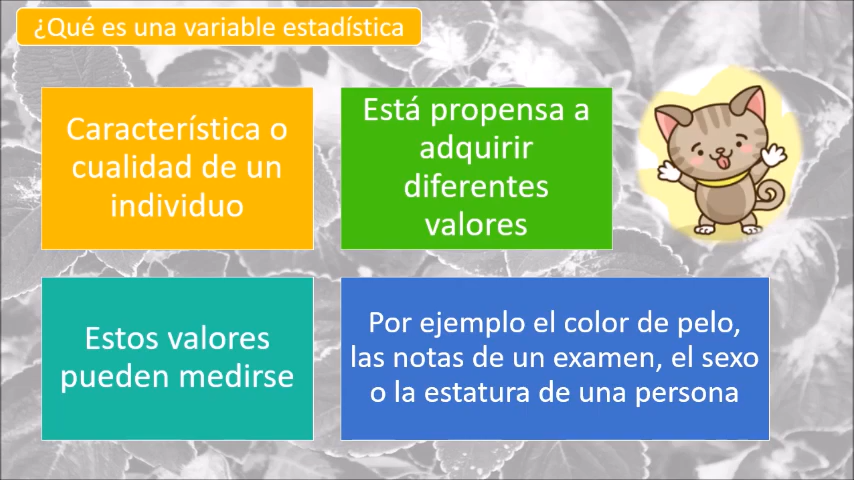 ¿Qué es una variable estadística
Característica o
cualidad de un
individuo
Está propensa a
adquirir
diferentes
valores
Estos valores
pueden medirse
Por ejemplo el color de pelo,
las notas de un examen, el sexo
o la estatura de una persona